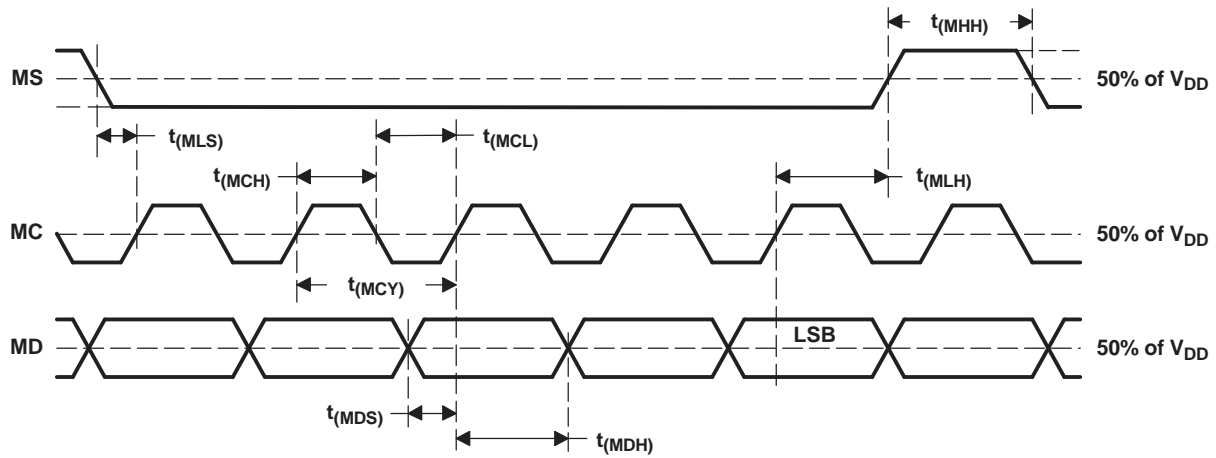 t(MHH)
MS
50% of VDD
t(MLS)
t(MCL)
t(MCH)
t(MLH)
MC
50% of VDD
t(MCY)
LSB
MD
50% of VDD
t(MDS)
t(MDH)